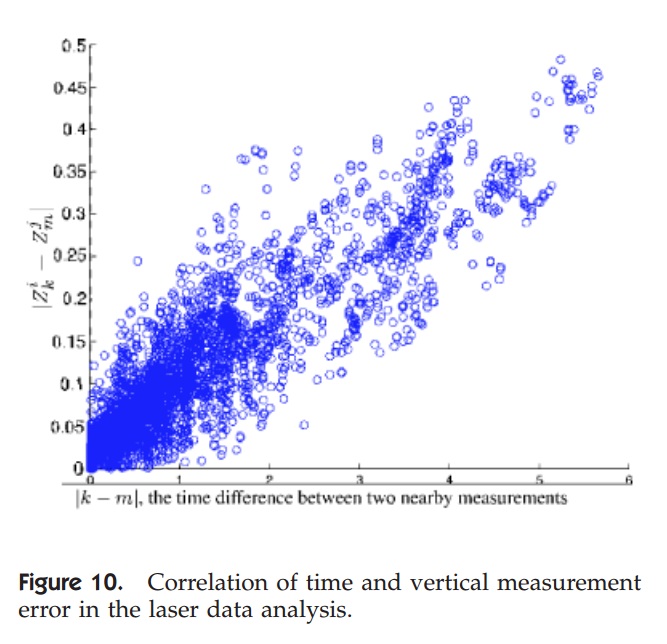 0.5
0.45
0.4
0.35
0.3
0.25
0.2
0.15
0.1
0.05
0
|Z_k^i − Z_m^j|
0 1 2 3 4 5 6
|k − m|, the time difference between two nearby measurements
Figure 10. Correlation of time and vertical measurement
error in the laser data analysis.